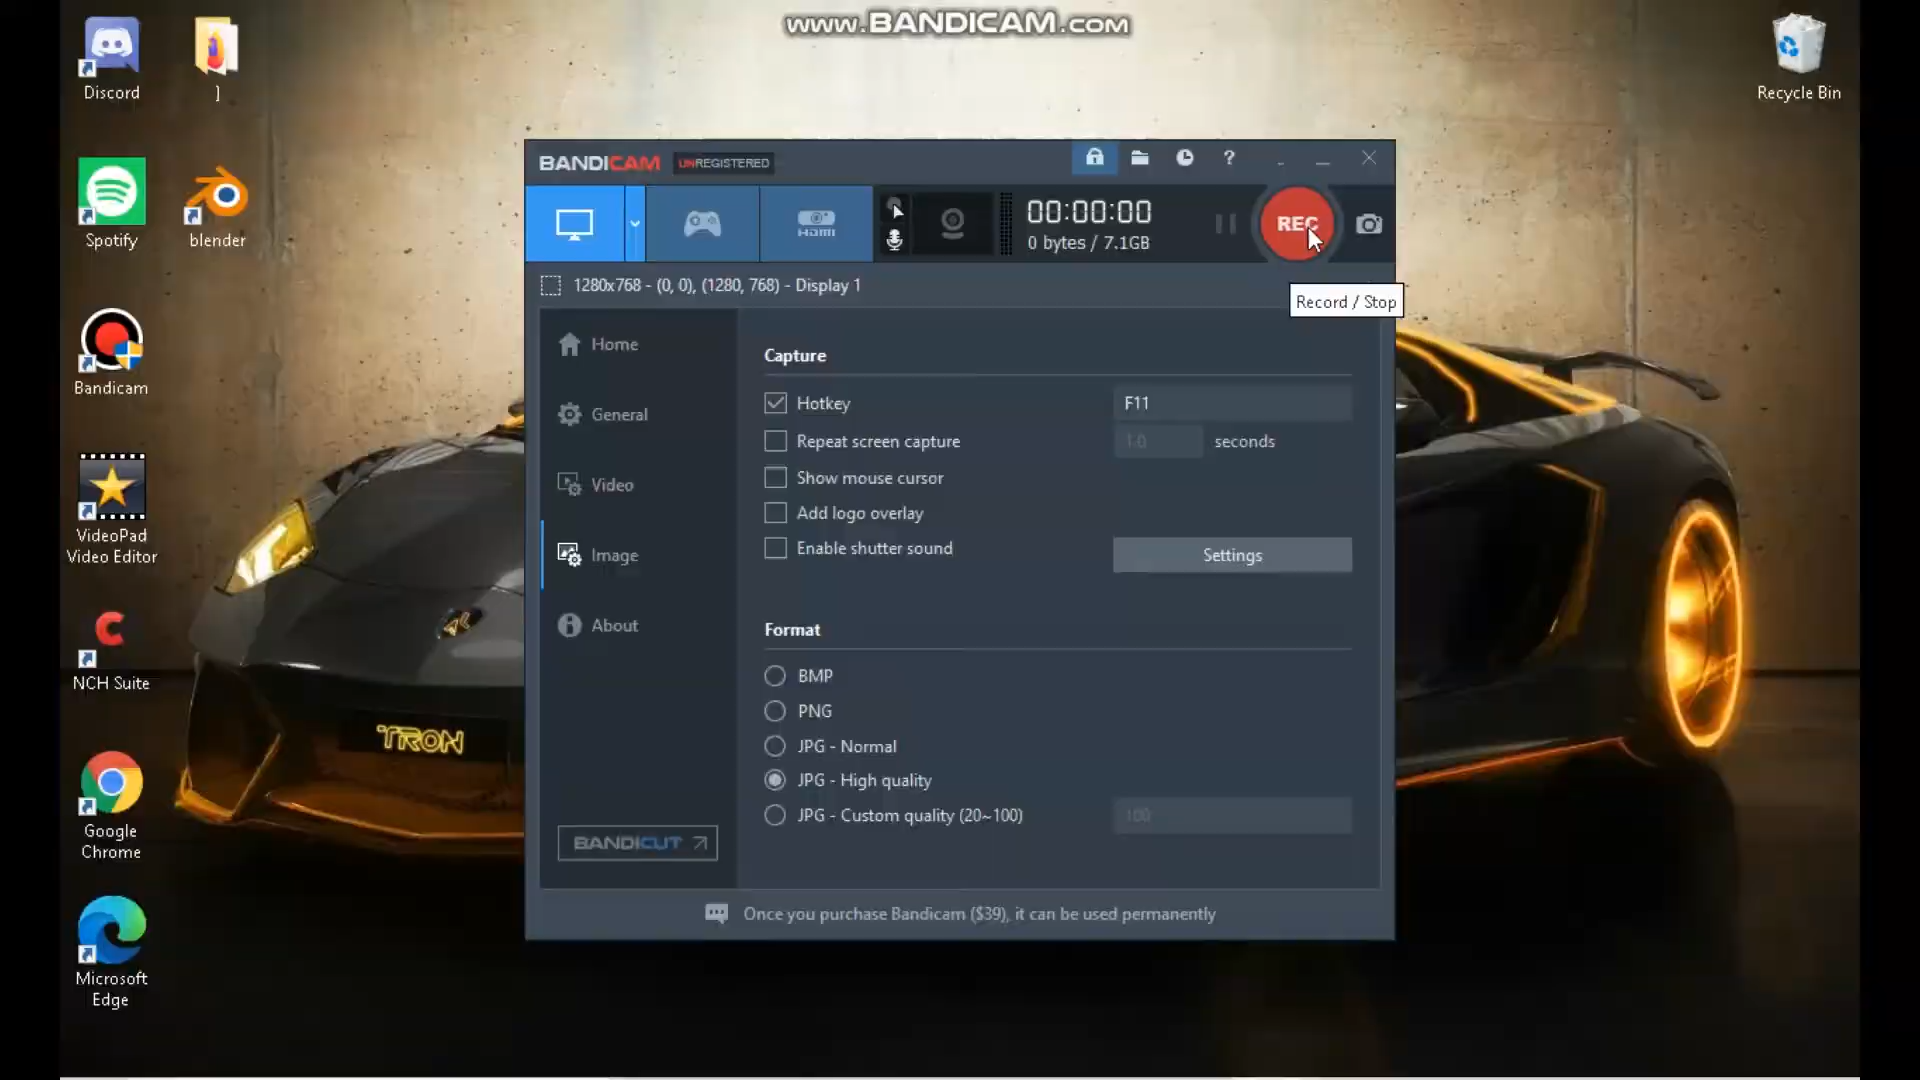 www.BANDICAM.com
Discord
]
Recycle Bin
Spotify
blender
Bandicam
VideoPad
Video Editor
NCH Suite
Google
Chrome
Microsoft
Edge
TRON
BANDICAM UNREGISTERED
?
HDMI
00:00:00
0 bytes / 7.1GB
REC
1280x768 - (0, 0), (1280, 768) - Display 1
Record / Stop
Home
General
Video
Image
About
BANDICUT
Capture
Hotkey F11
Repeat screen capture 1.0 seconds
Show mouse cursor
Add logo overlay
Enable shutter sound Settings
Format
BMP
PNG
JPG - Normal
JPG - High quality
JPG - Custom quality (20~100) 100
Once you purchase Bandicam ($39), it can be used permanently